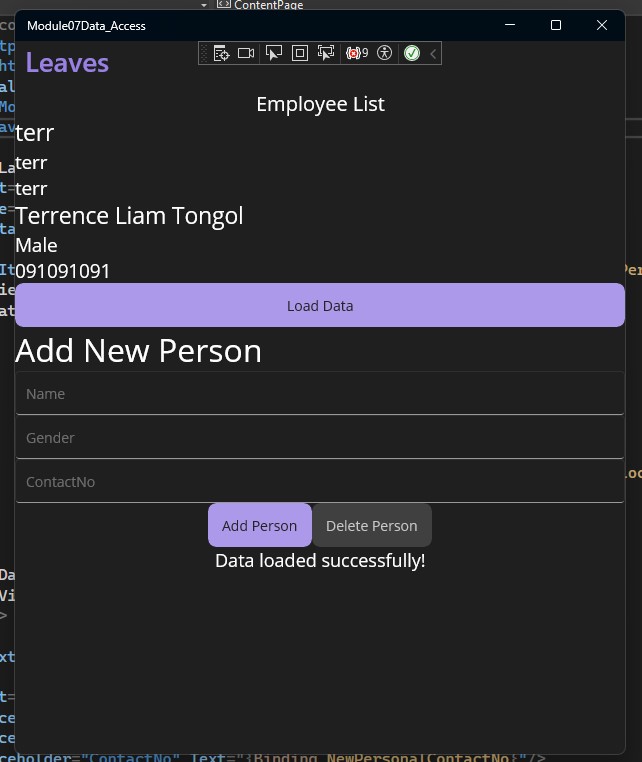 ContentPage
Module07Data_Access
Leaves
9
Employee List
terr
terr
terr
Terrence Liam Tongol
Male
091091091
Load Data
Add New Person
Name
Gender
ContactNo
Add Person
Delete Person
Data loaded successfully!
ceholder="ContactNo" Text="{Binding NewPersonalContactNo}"/>